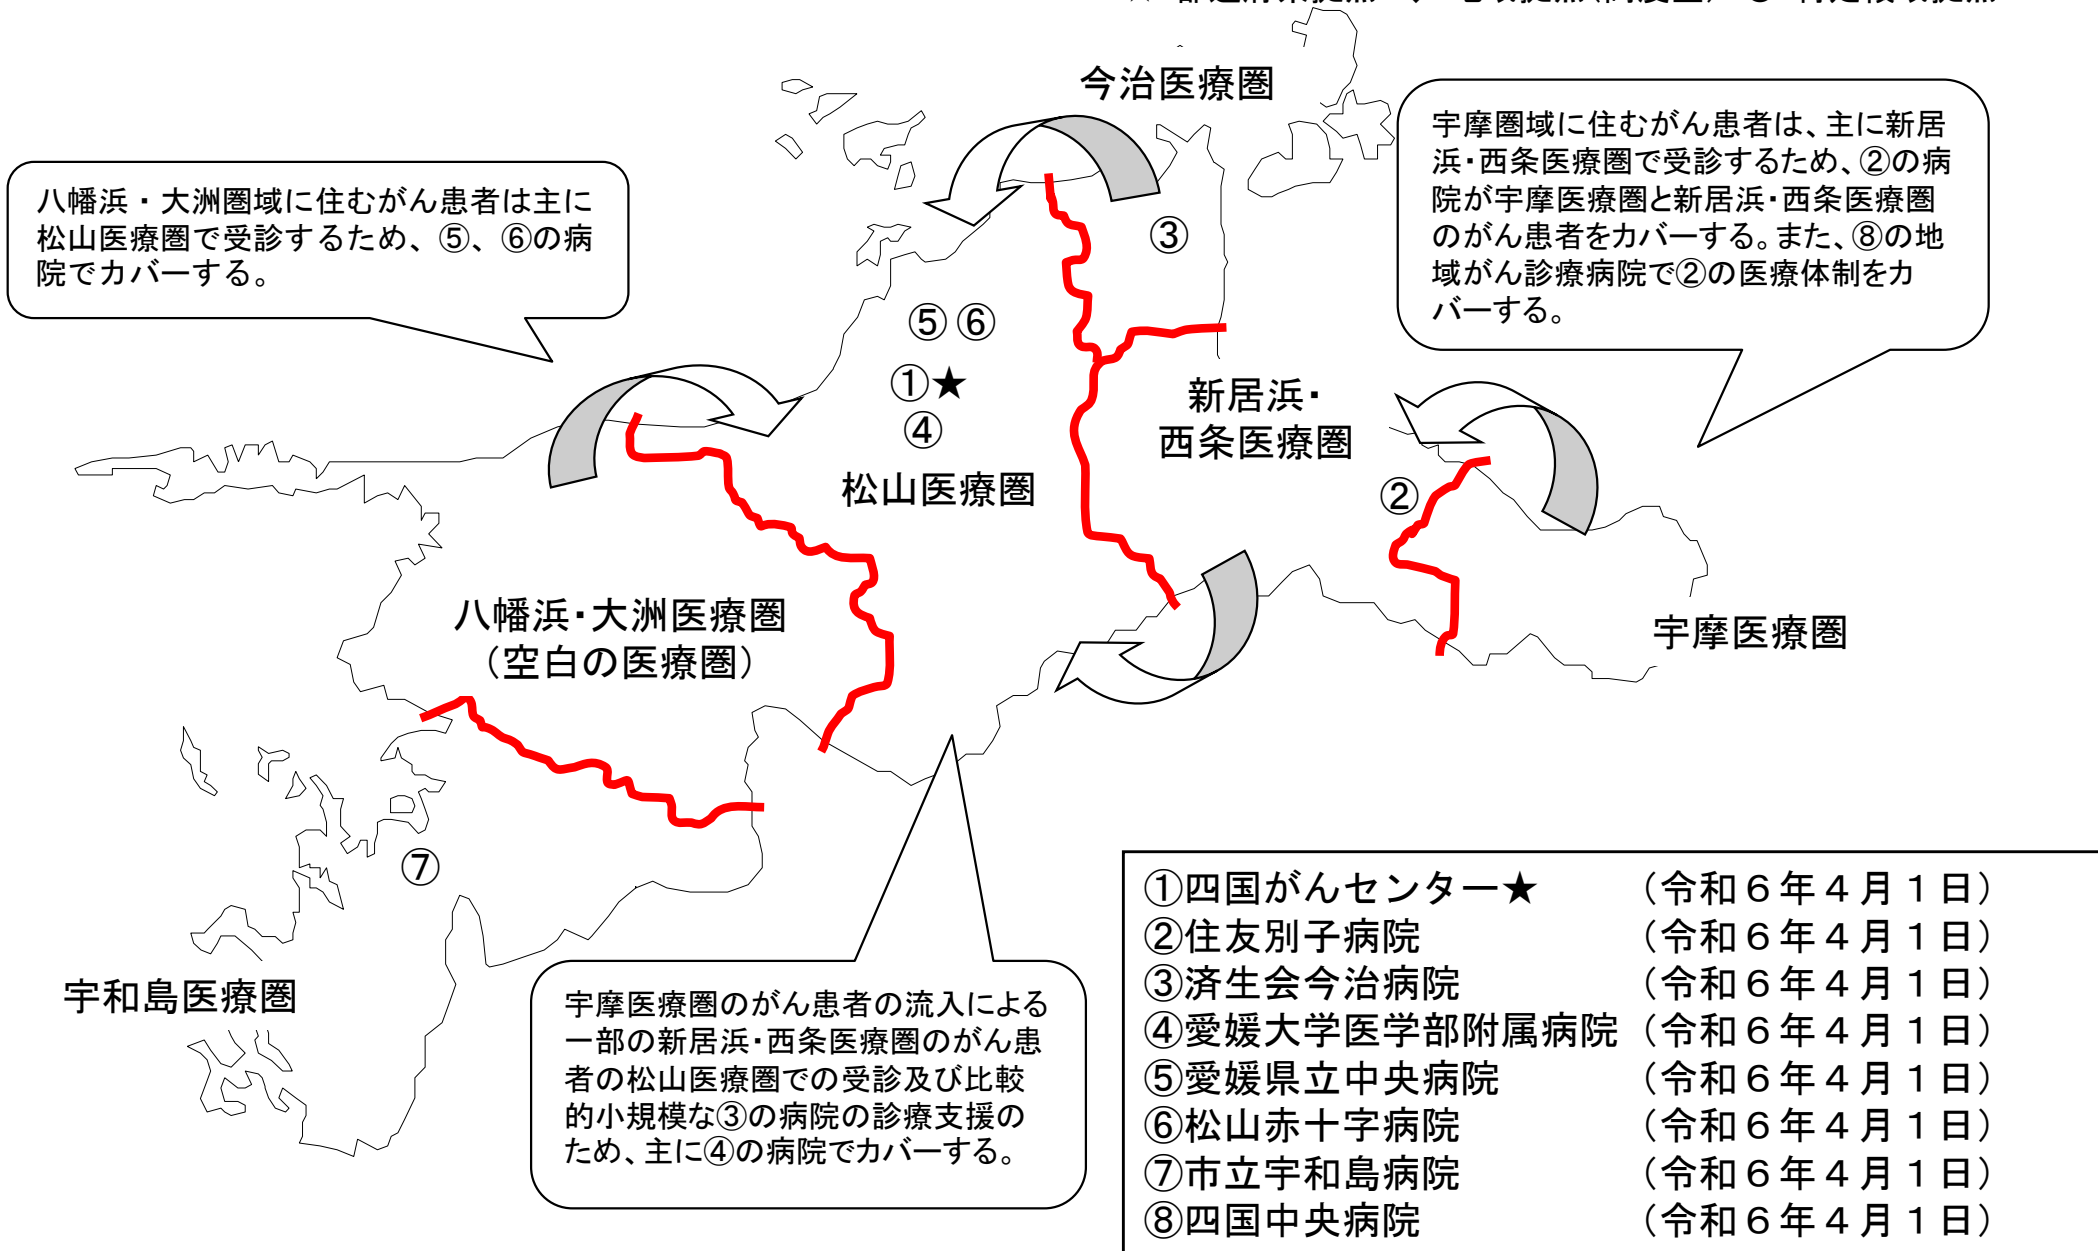 今治医療圏
宇摩圏域に住むがん患者は、主に新居
浜・西条医療圏で受診するため、②の病
院が宇摩医療圏と新居浜・西条医療圏
のがん患者をカバーする。また、⑧の地
域がん診療病院で②の医療体制をカ
バーする。
八幡浜・大洲圏域に住むがん患者は主に
松山医療圏で受診するため、⑤、⑥の病
院でカバーする。
③
⑤⑥
①★
④
新居浜・
西条医療圏
松山医療圏
②
八幡浜・大洲医療圏
（空白の医療圏）
宇摩医療圏
⑦
宇和島医療圏
宇摩医療圏のがん患者の流入による
一部の新居浜・西条医療圏のがん患
者の松山医療圏での受診及び比較
的小規模な③の病院の診療支援の
ため、主に④の病院でカバーする。
①四国がんセンター★ （令和６年４月１日）
②住友別子病院 （令和６年４月１日）
③済生会今治病院 （令和６年４月１日）
④愛媛大学医学部附属病院 （令和６年４月１日）
⑤愛媛県立中央病院 （令和６年４月１日）
⑥松山赤十字病院 （令和６年４月１日）
⑦市立宇和島病院 （令和６年４月１日）
⑧四国中央病院 （令和６年４月１日）